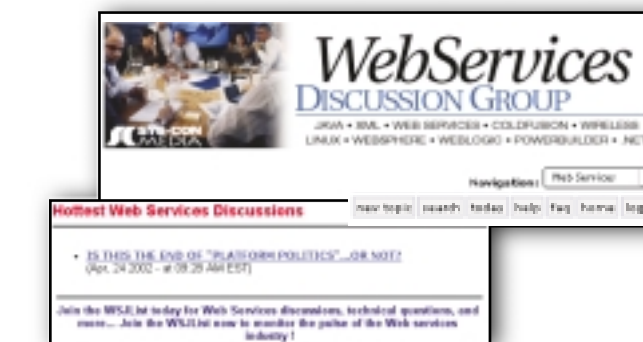 WebServices
DISCUSSION GROUP
JAVA • XML • WEB SERVICES • COLDFUSION • WIRELESS
LINUX • WEBSPHERE • WEBLOGIC • POWERBUILDER • .NET
SYS-CON
MEDIA
Navigation: Web Services
new topic search today help faq home log
Hottest Web Services Discussions
• IS THIS THE END OF "PLATFORM POLITICS"...OR NOT?
(Apr. 24 2002 - at 09:29 AM EST)
Join the WSJList today for Web Services discussions, technical questions, and
more... Join the WSJList now to monitor the pulse of the Web services
industry !